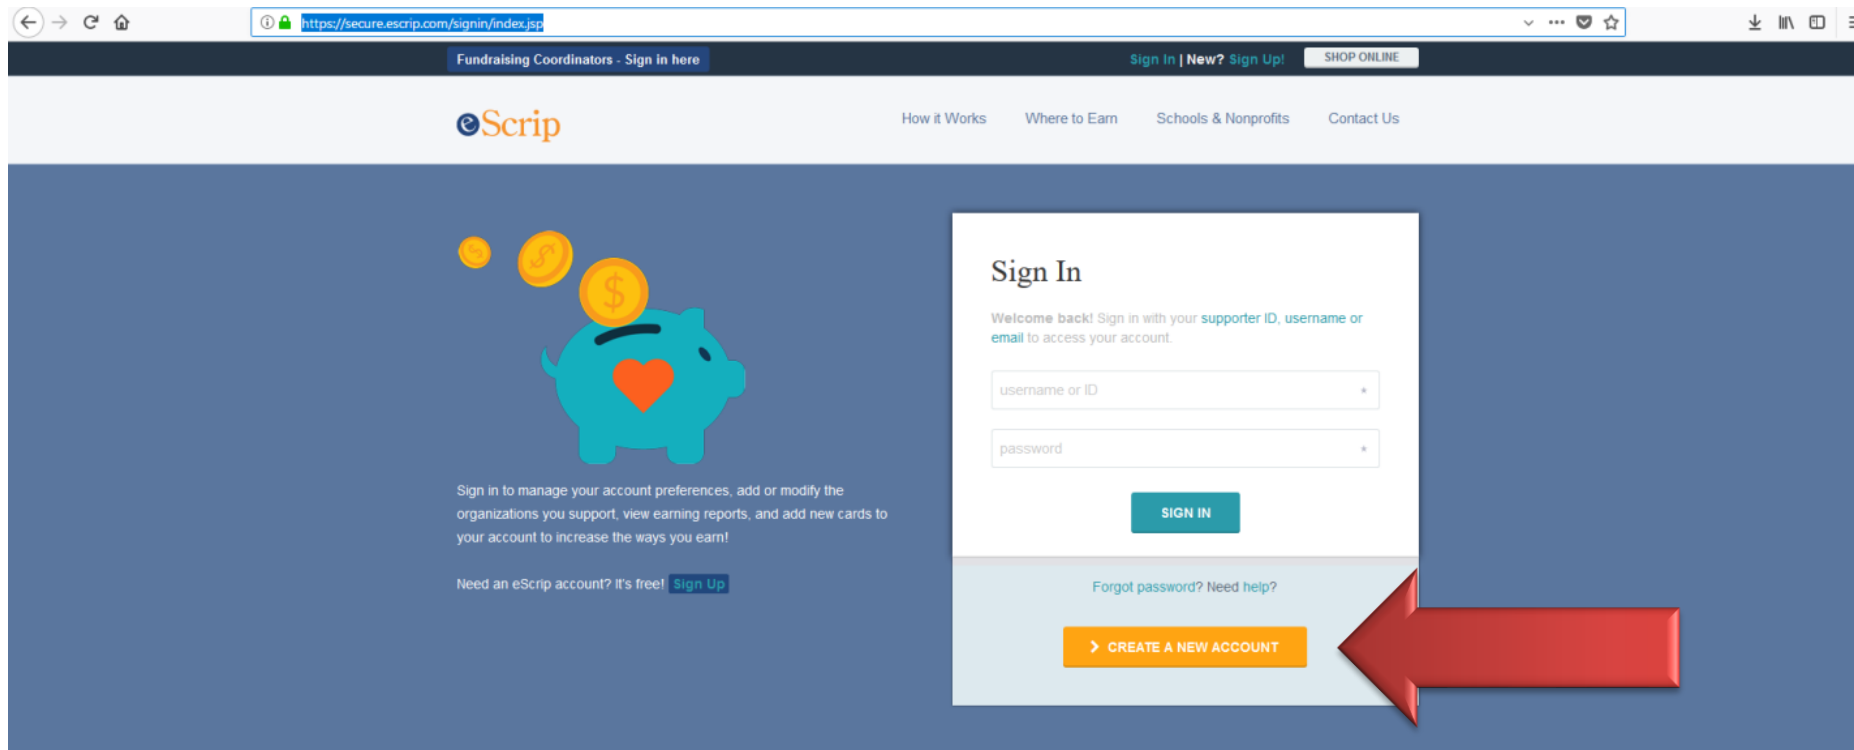 https://secure.escrip.com/signin/index.jsp
Fundraising Coordinators - Sign in here
Sign In | New? Sign Up!
SHOP ONLINE
eScrip
How it Works
Where to Earn
Schools & Nonprofits
Contact Us
Sign In
Welcome back! Sign in with your supporter ID, username or
email to access your account.
username or ID *
password *
SIGN IN
Sign in to manage your account preferences, add or modify the
organizations you support, view earning reports, and add new cards to
your account to increase the ways you earn!
Need an eScrip account? It's free! Sign Up
Forgot password? Need help?
CREATE A NEW ACCOUNT